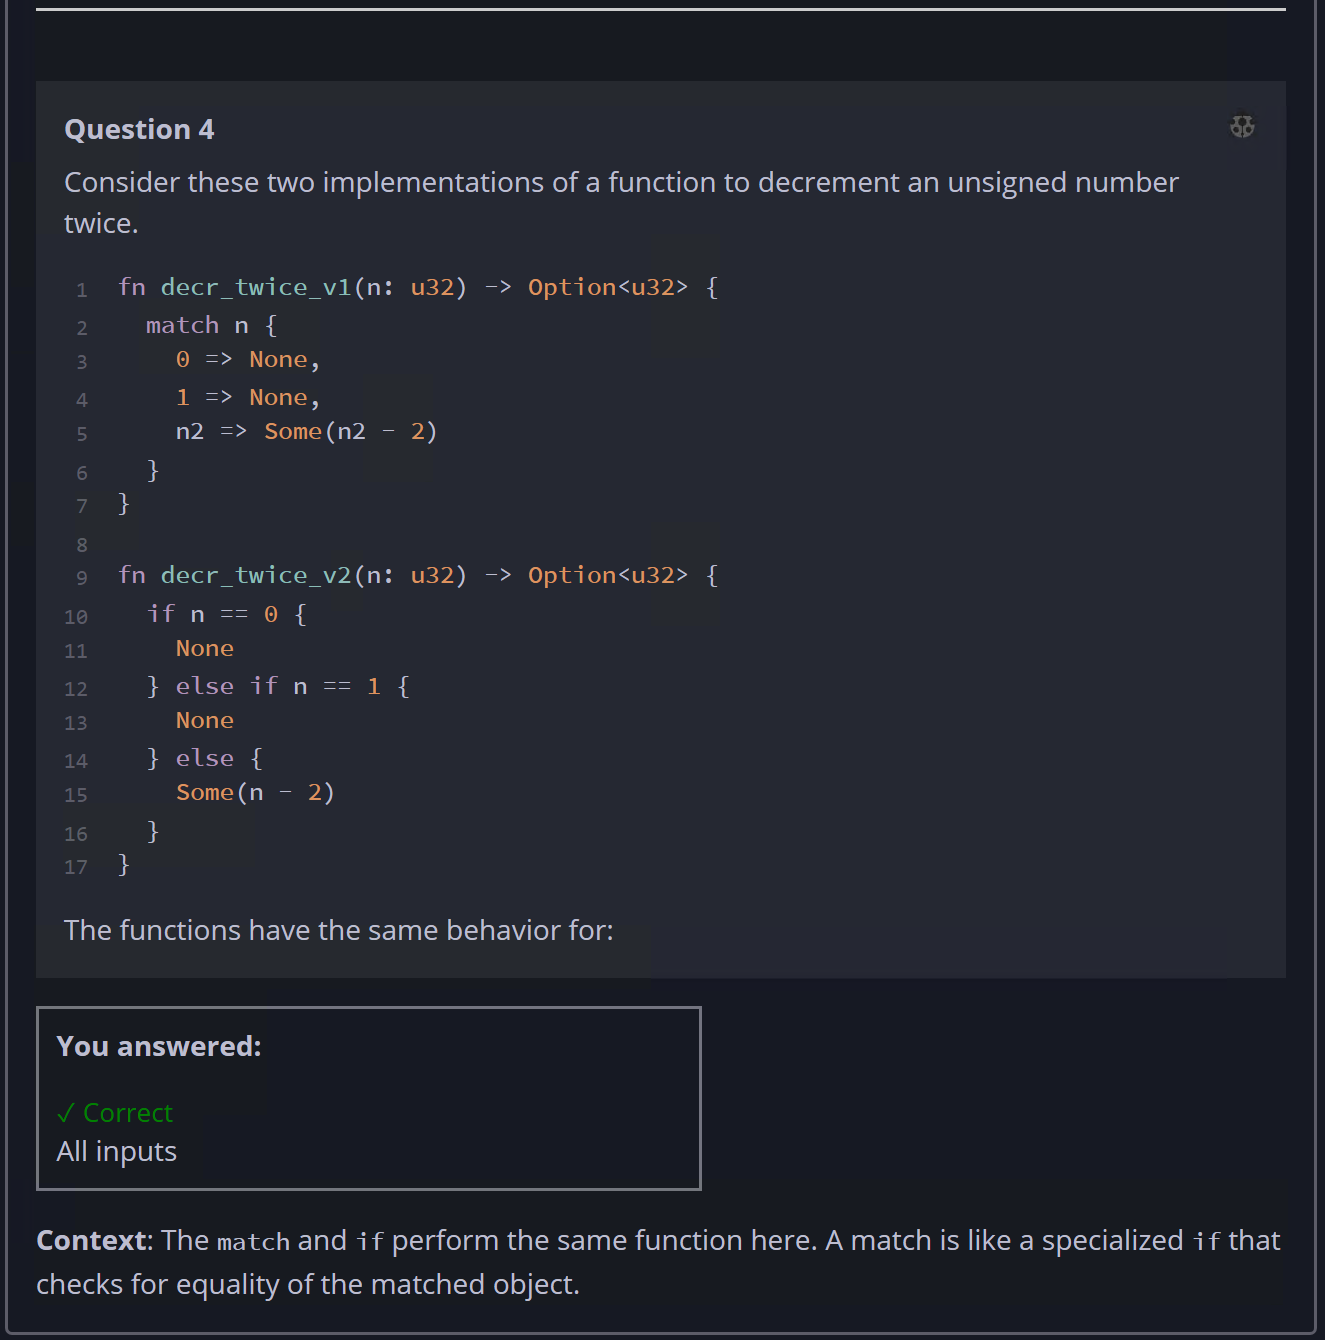 Question 4
Consider these two implementations of a function to decrement an unsigned number
twice.
1 fn decr_twice_v1(n: u32) -> Option<u32> {
2   match n {
3     0 => None,
4     1 => None,
5     n2 => Some(n2 - 2)
6   }
7 }
8
9 fn decr_twice_v2(n: u32) -> Option<u32> {
10   if n == 0 {
11     None
12   } else if n == 1 {
13     None
14   } else {
15     Some(n - 2)
16   }
17 }
The functions have the same behavior for:
You answered:
✓ Correct
All inputs
Context: The match and if perform the same function here. A match is like a specialized if that
checks for equality of the matched object.